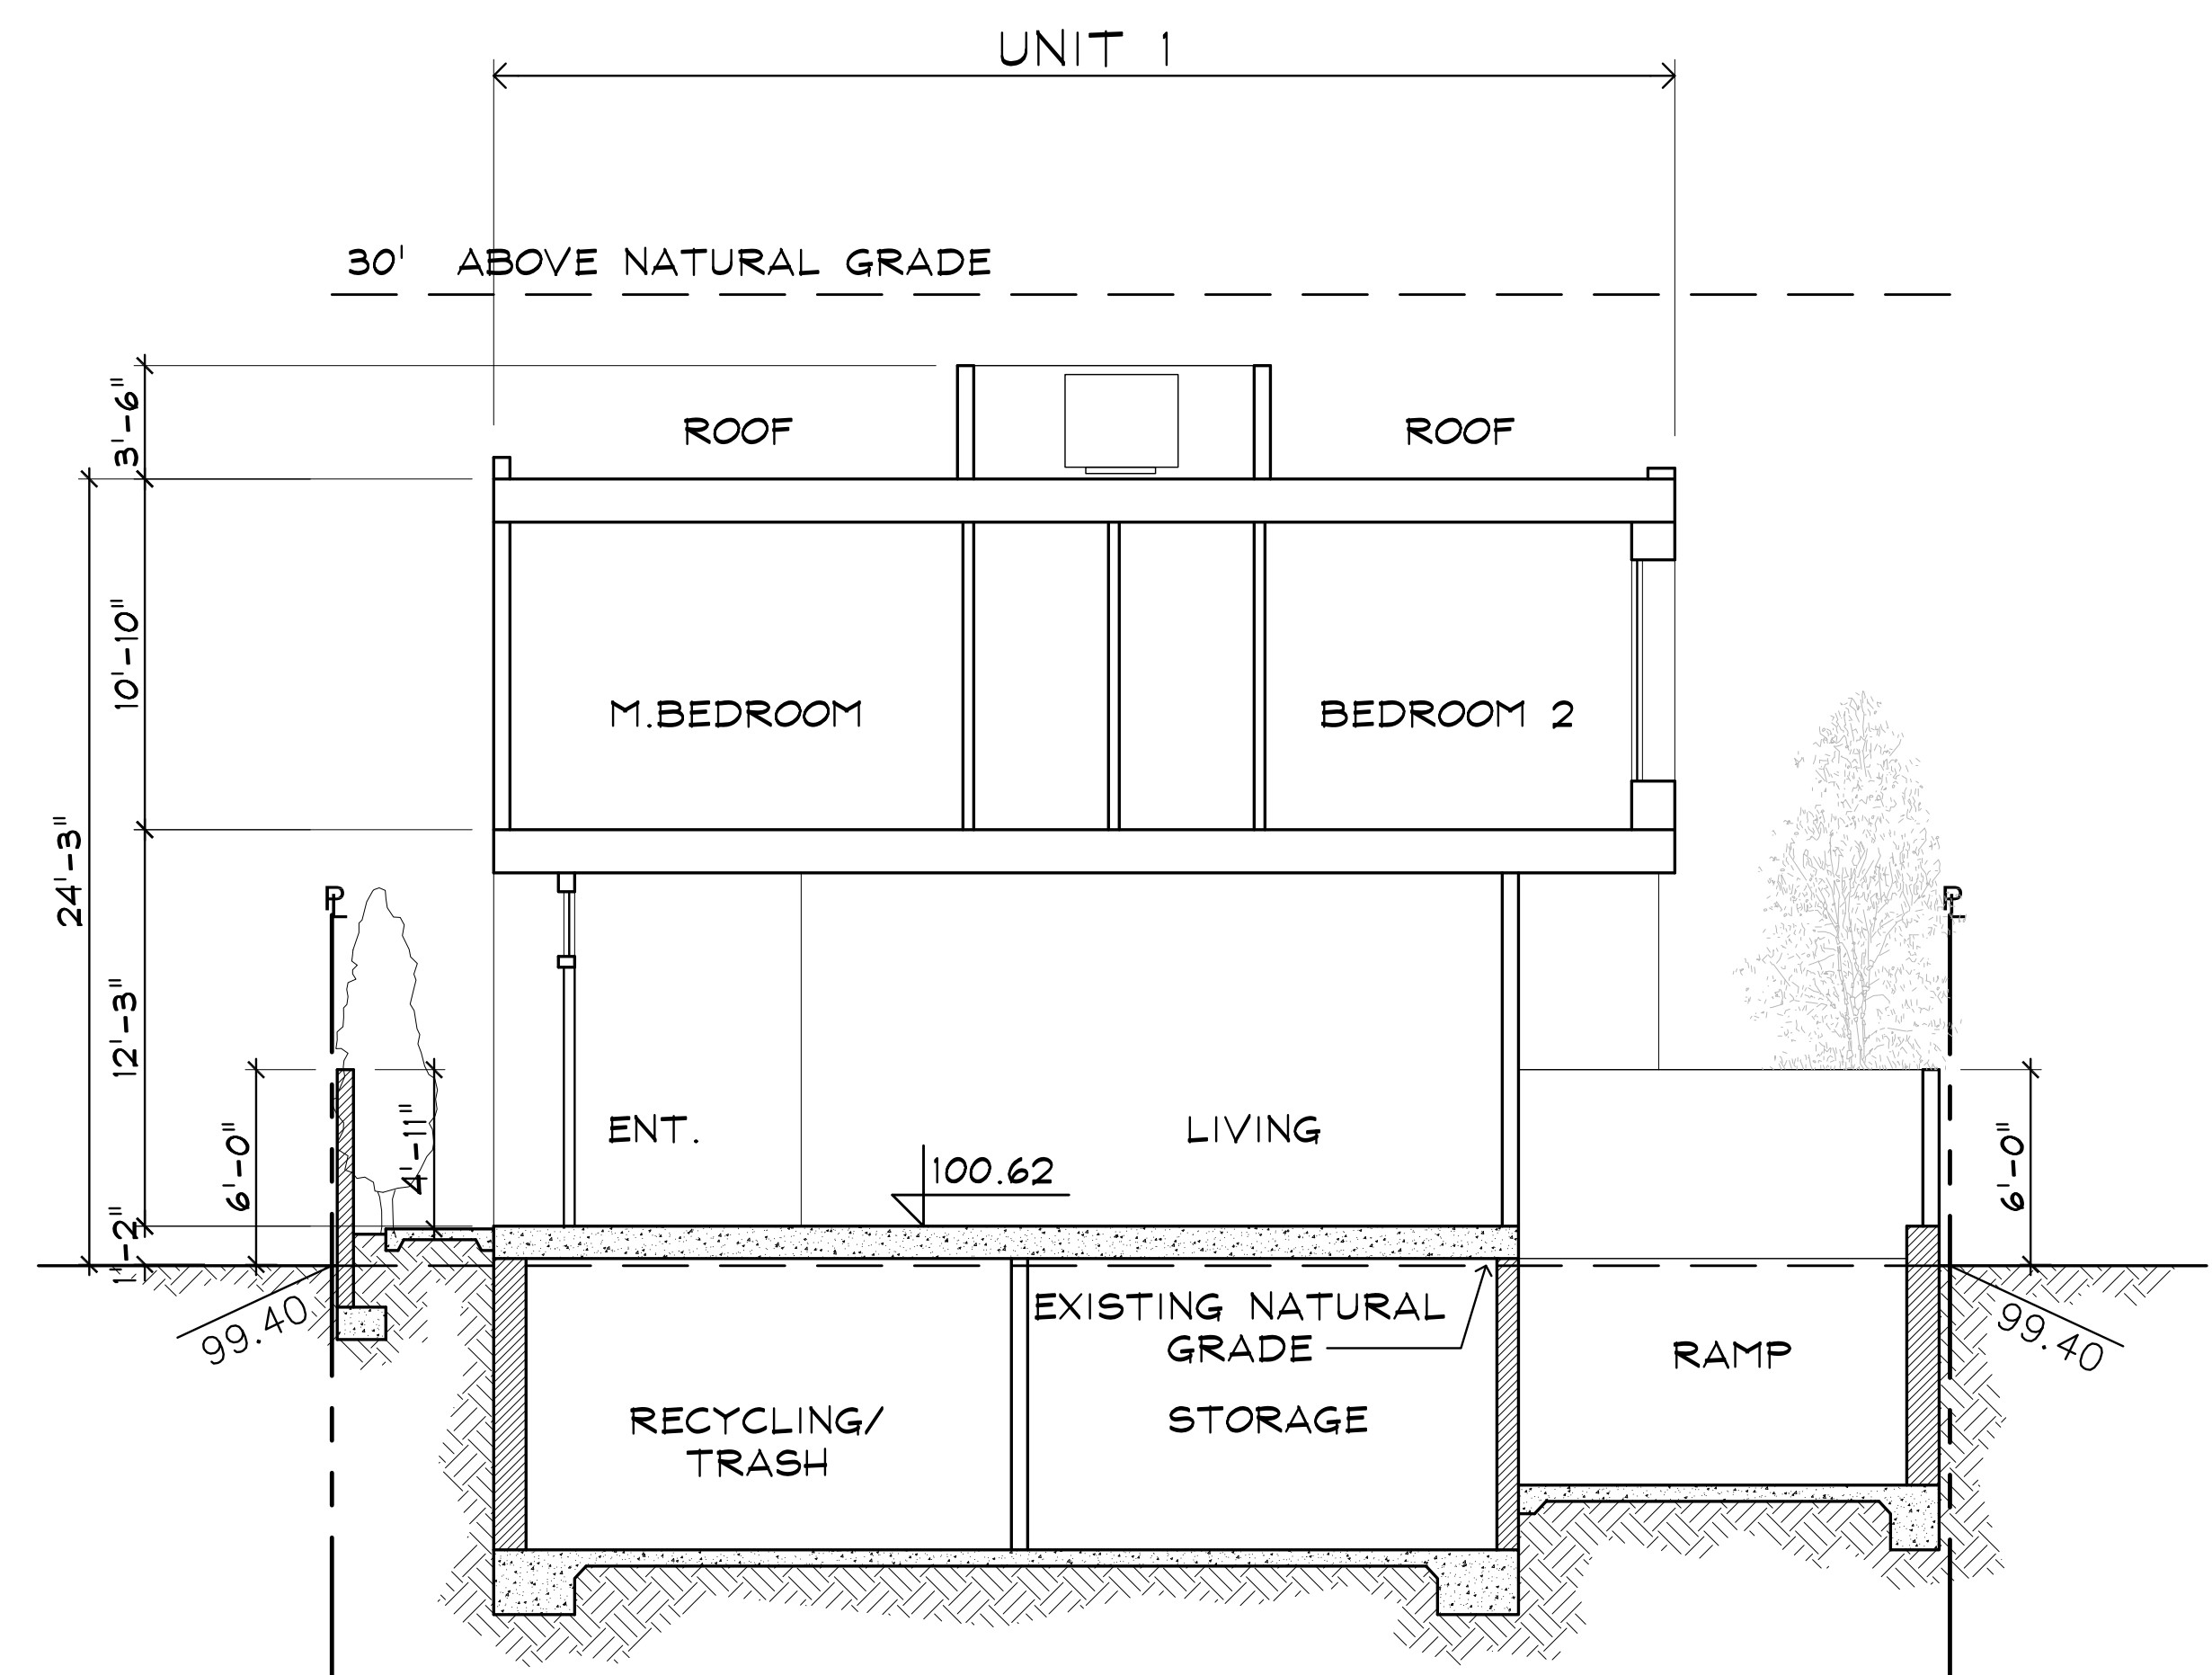 UNIT 1
30' ABOVE NATURAL GRADE
3'-6"
ROOF
ROOF
10'-10"
M.BEDROOM
BEDROOM 2
24'-3"
PL
PL
12'-3"
6'-0"
4'-11"
ENT.
LIVING
6'-0"
100.62
1'-2"
99.40
EXISTING NATURAL
GRADE
99.40
RAMP
RECYCLING/
TRASH
STORAGE